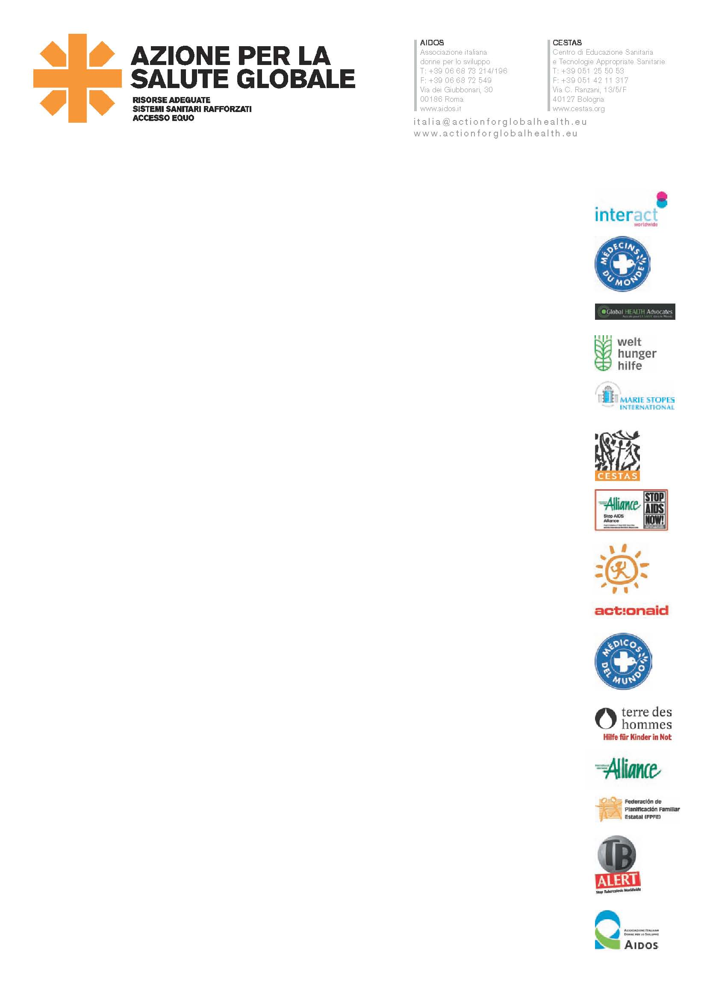 AZIONE PER LA
SALUTE GLOBALE
RISORSE ADEGUATE
SISTEMI SANITARI RAFFORZATI
ACCESSO EQUO
AIDOS
Associazione italiana
donne per lo sviluppo
T: +39 06 68 73 214/196
F: +39 06 68 72 549
Via dei Giubbonari, 30
00186 Roma
www.aidos.it
CESTAS
Centro di Educazione Sanitaria
e Tecnologie Appropriate Sanitarie
T: +39 051 25 50 53
F: +39 051 42 11 317
Via C. Ranzani, 13/5/F
40127 Bologna
www.cestas.org
italia@actionforglobalhealth.eu
www.actionforglobalhealth.eu
interact
worldwide
MÉDECINS
DU MONDE
Global HEALTH Advocates
welt
hunger
hilfe
MARIE STOPES
INTERNATIONAL
CESTAS
Alliance
Stop AIDS
Alliance
STOP
AIDS
NOW!
act:onaid
MÉDICOS
DEL MUNDO
terre des
hommes
Hilfe für Kinder in Not
Alliance
Federación de
Planificación Familiar
Estatal (FPFE)
TB
ALERT
Stop Tuberculosis Worldwide
ASSOCIAZIONE ITALIANA
DONNE PER LO SVILUPPO
AIDOS